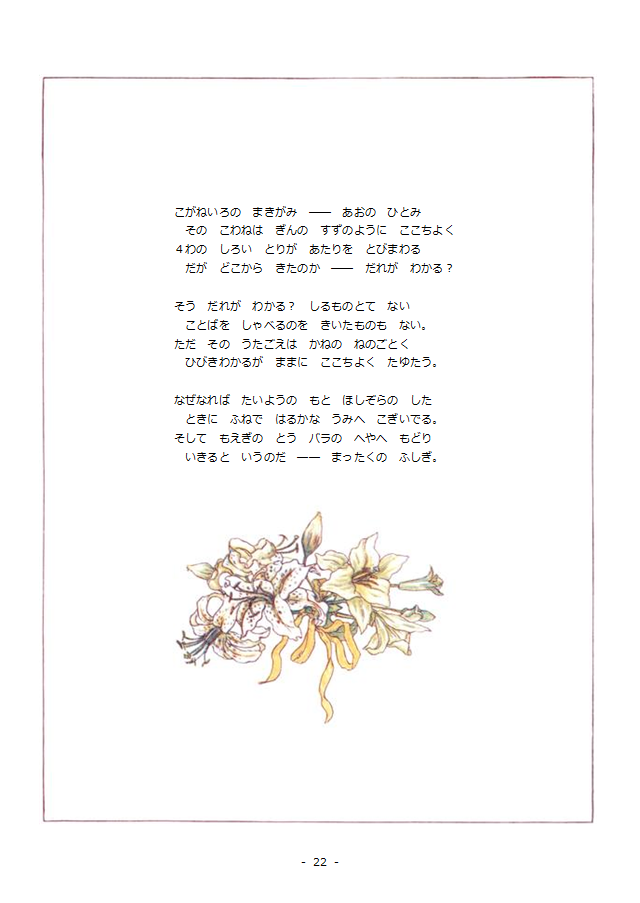 こがねいろの　まきがみ　――　あおの　ひとみ
　その　こわねは　ぎんの　すずのように　ここちよく
４わの　しろい　とりが　あたりを　とびまわる
　だが　どこから　きたのか　――　だれが　わかる？
そう　だれが　わかる？　しるものとて　ない
　ことばを　しゃべるのを　きいたものも　ない。
ただ　その　うたごえは　かねの　ねのごとく
　ひびきわかるが　ままに　ここちよく　たゆたう。
なぜなれば　たいようの　もと　ほしぞらの　した
　ときに　ふねで　はるかな　うみへ　こぎいでる。
そして　もえぎの　とう　バラの　へやへ　もどり
　いきると　いうのだ　――　まったくの　ふしぎ。
- 22 -